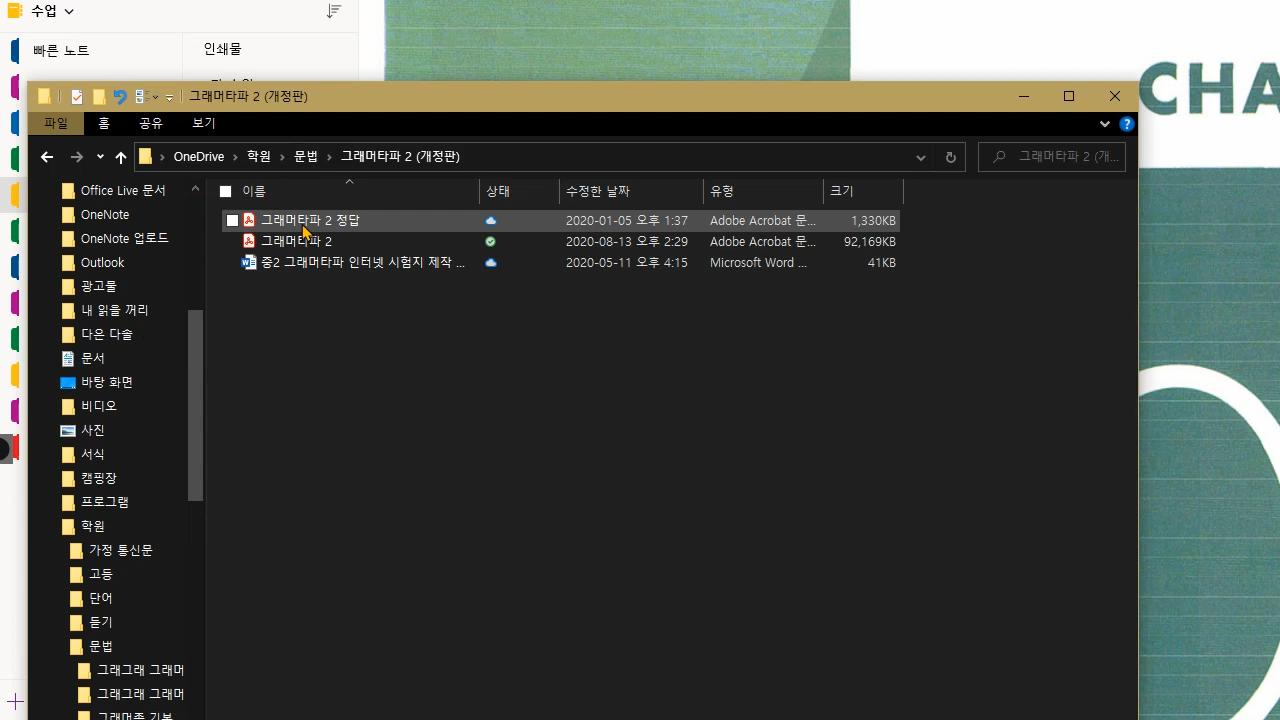 수업
빠른 노트
인쇄물
CHA
그래머타파 2 (개정판)
파일 홈 공유 보기
OneDrive > 학원 > 문법 > 그래머타파 2 (개정판)
그래머타파 2 (개...
이름 상태 수정한 날짜 유형 크기
그래머타파 2 정답 2020-01-05 오후 1:37 Adobe Acrobat 문... 1,330KB
그래머타파 2 2020-08-13 오후 2:29 Adobe Acrobat 문... 92,169KB
중2 그래머타파 인터넷 시험지 제작 ... 2020-05-11 오후 4:15 Microsoft Word ... 41KB
Office Live 문서
OneNote
OneNote 업로드
Outlook
광고물
내 읽을 꺼리
다은 다솔
문서
바탕 화면
비디오
사진
서식
캠핑장
프로그램
학원
가정 통신문
고등
단어
듣기
문법
그래그래 그래머
그래그래 그래머
그래머존 기본